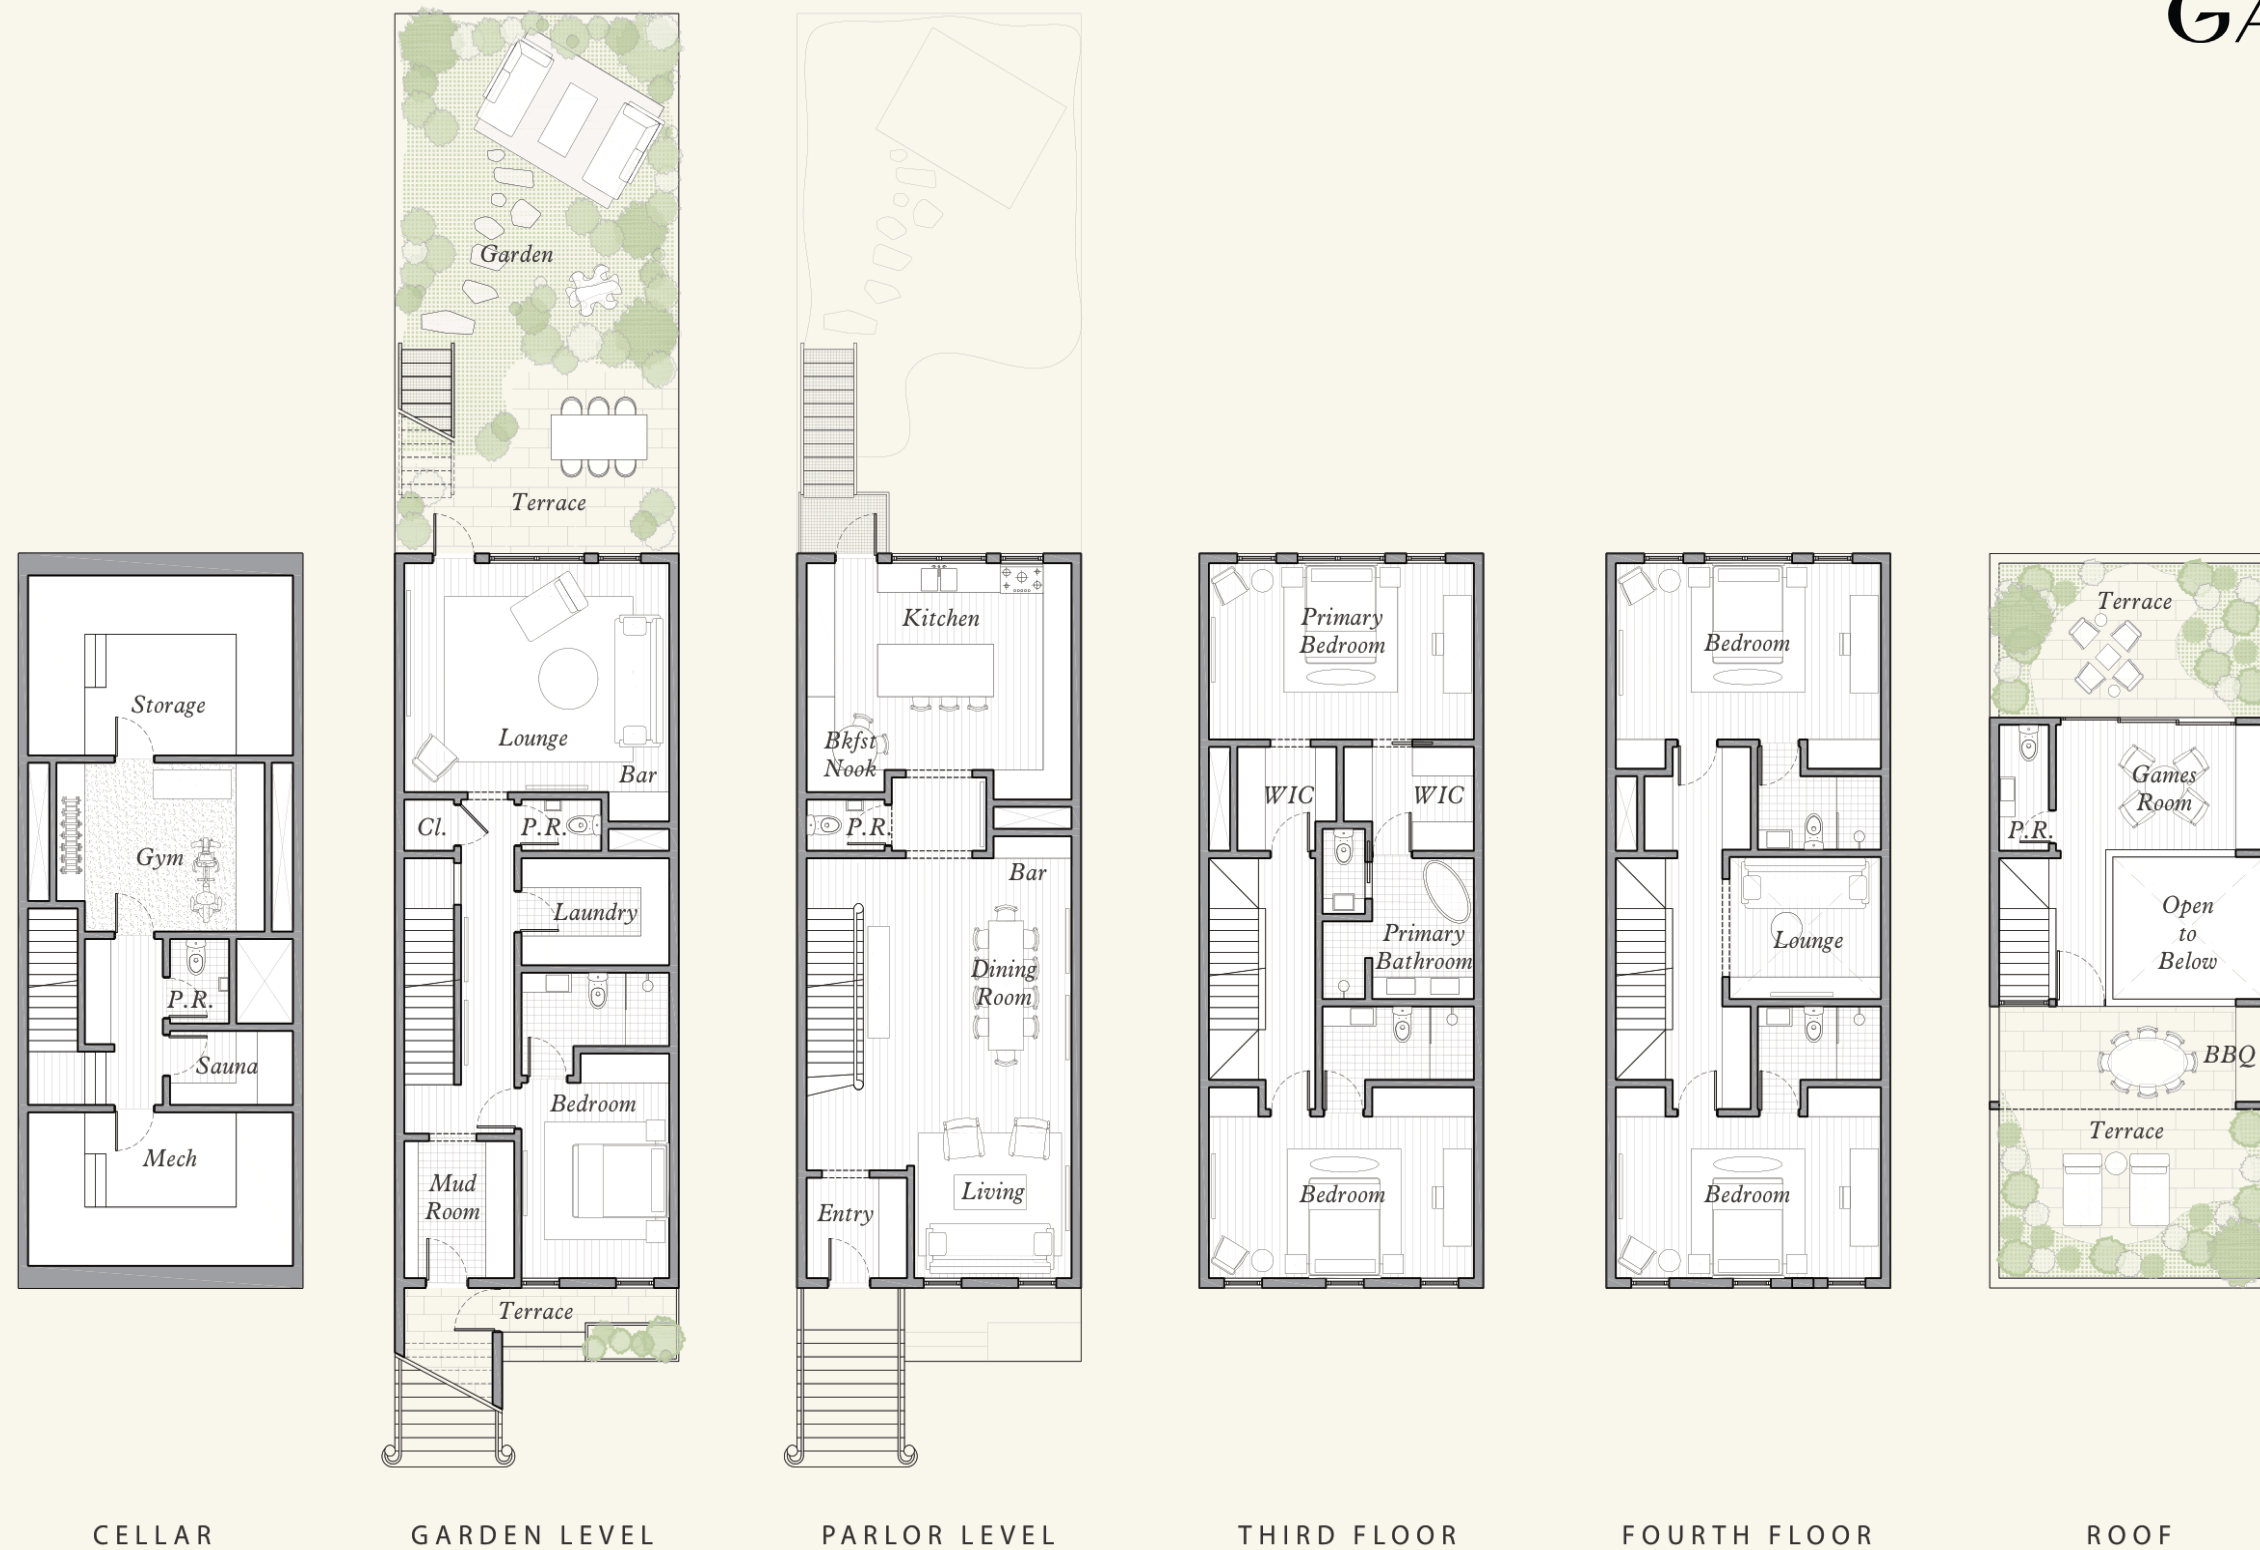 GA
Storage
Gym
P.R.
Sauna
Mech
CELLAR
Garden
Terrace
Lounge
Bar
Cl.
P.R.
Laundry
Bedroom
Mud
Room
Terrace
GARDEN LEVEL
Kitchen
Bkfst
Nook
P.R.
Bar
Dining
Room
Living
Entry
PARLOR LEVEL
Primary
Bedroom
WIC
WIC
Primary
Bathroom
Bedroom
THIRD FLOOR
Bedroom
Lounge
Bedroom
FOURTH FLOOR
Terrace
Games
Room
P.R.
Open
to
Below
BBQ
Terrace
ROOF